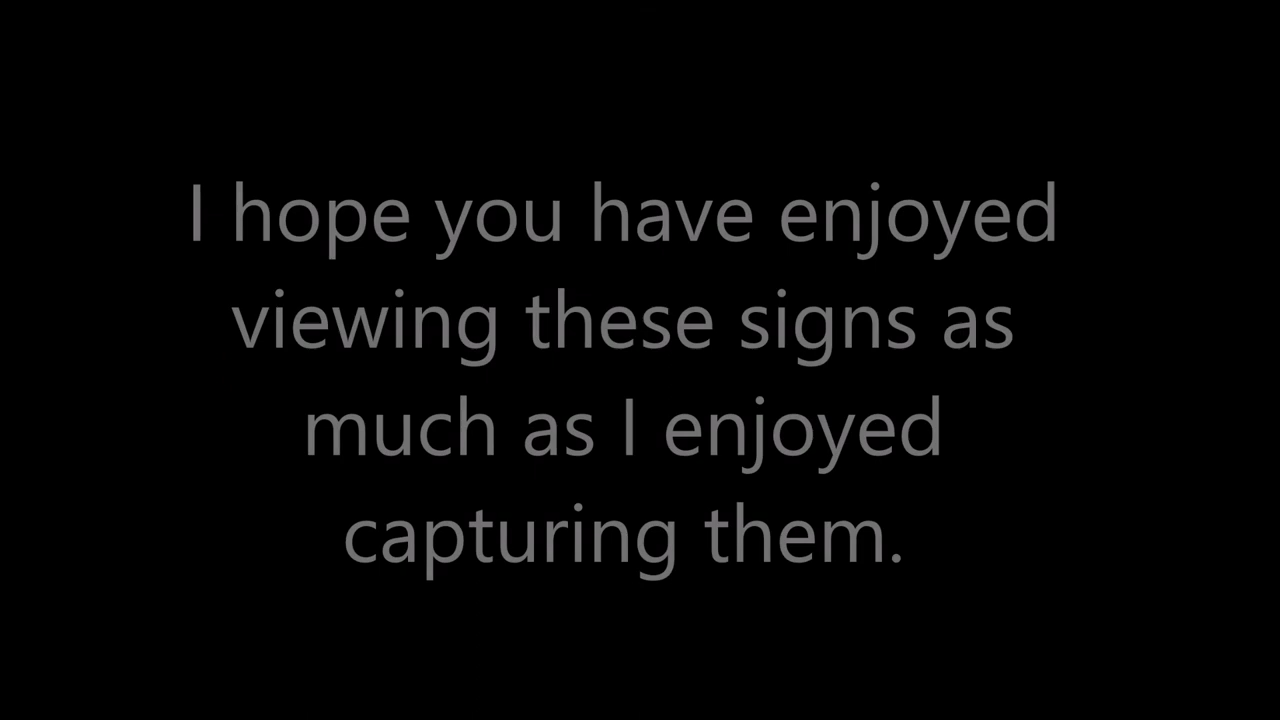 I hope you have enjoyed
viewing these signs as
much as I enjoyed
capturing them.